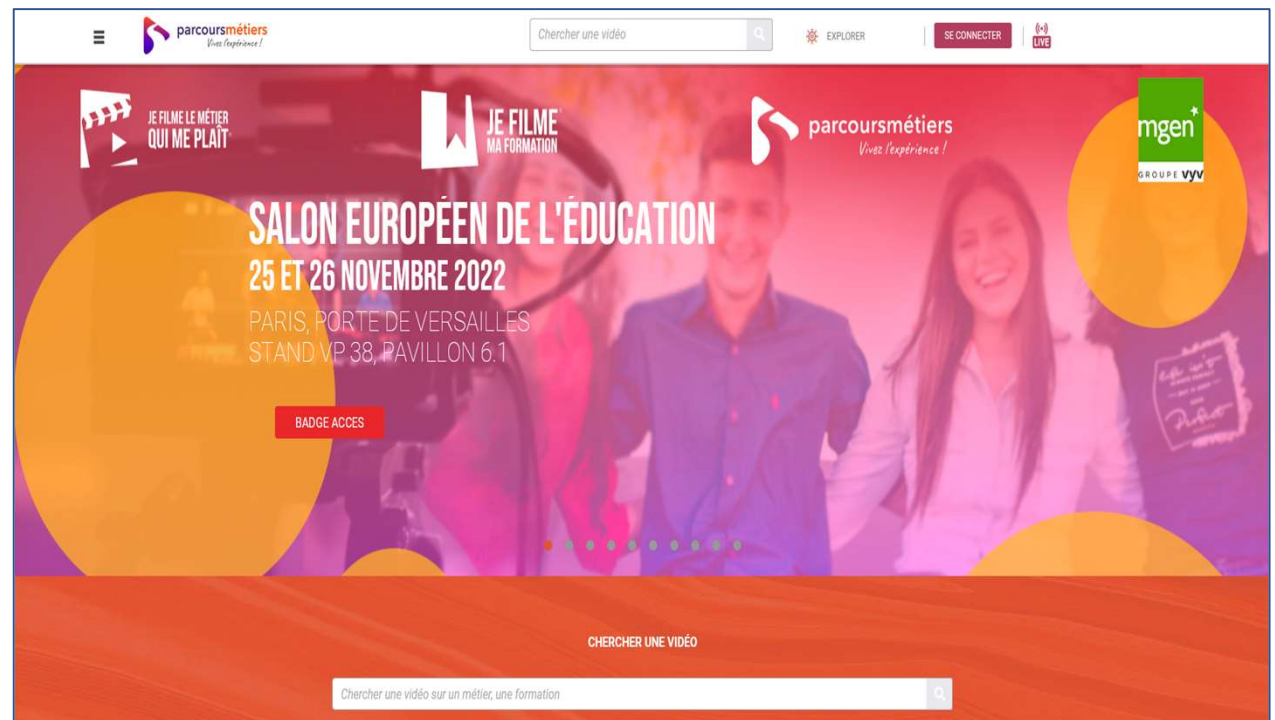 parcoursmétiers
Vivez l'expérience !
Chercher une vidéo
EXPLORER
SE CONNECTER
LIVE
JE FILME LE MÉTIER
QUI ME PLAÎT
JE FILME
MA FORMATION
parcoursmétiers
Vivez l'expérience !
mgen
GROUPE vyv
SALON EUROPÉEN DE L'ÉDUCATION
25 ET 26 NOVEMBRE 2022
PARIS, PORTE DE VERSAILLES
STAND VP 38, PAVILLON 6.1
BADGE ACCES
Perfect
CHERCHER UNE VIDÉO
Chercher une vidéo sur un métier, une formation